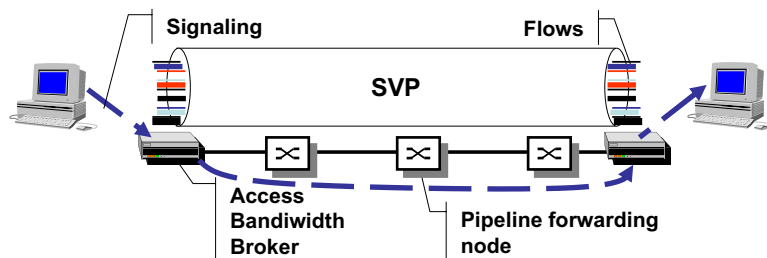 Signaling
Flows
SVP
Access
Bandwidth
Broker
Pipeline forwarding
node